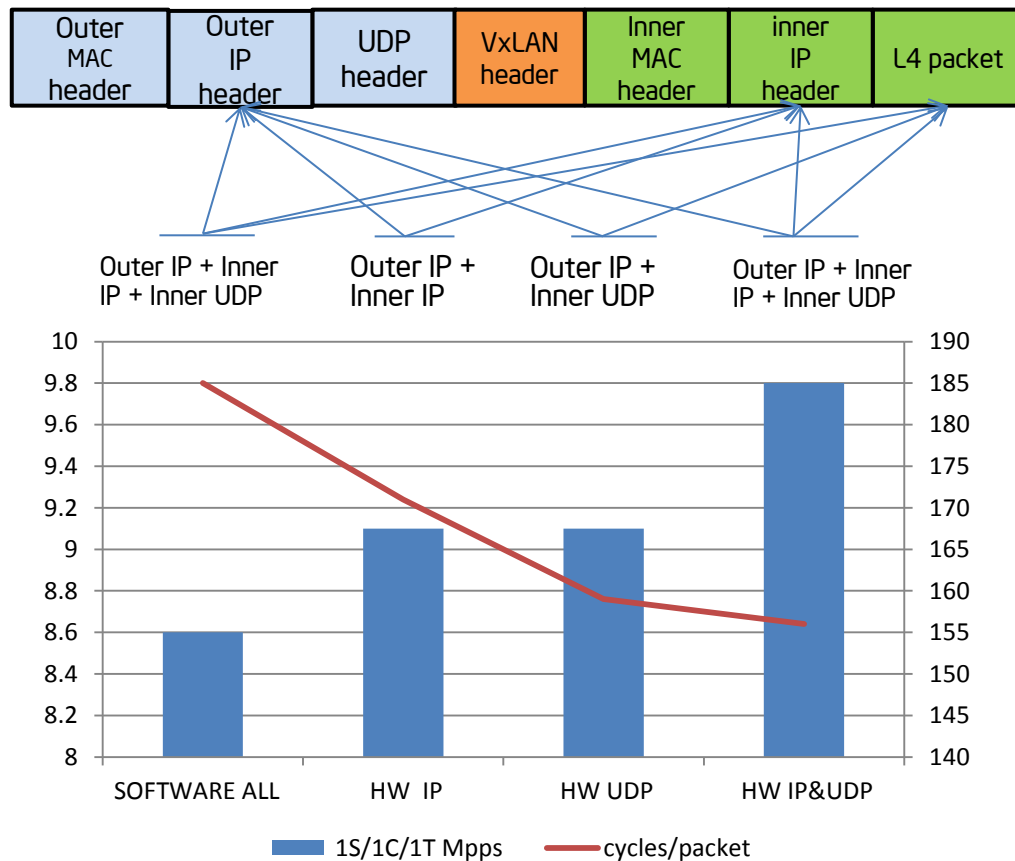 Outer MAC header
Outer IP header
UDP header
VxLAN header
Inner MAC header
inner IP header
L4 packet
Outer IP + Inner
IP + Inner UDP
Outer IP +
Inner IP
Outer IP +
Inner UDP
Outer IP + Inner
IP + Inner UDP
10
9.8
9.6
9.4
9.2
9
8.8
8.6
8.4
8.2
8
190
185
180
175
170
165
160
155
150
145
140
SOFTWARE ALL
HW IP
HW UDP
HW IP&UDP
1S/1C/1T Mpps
cycles/packet